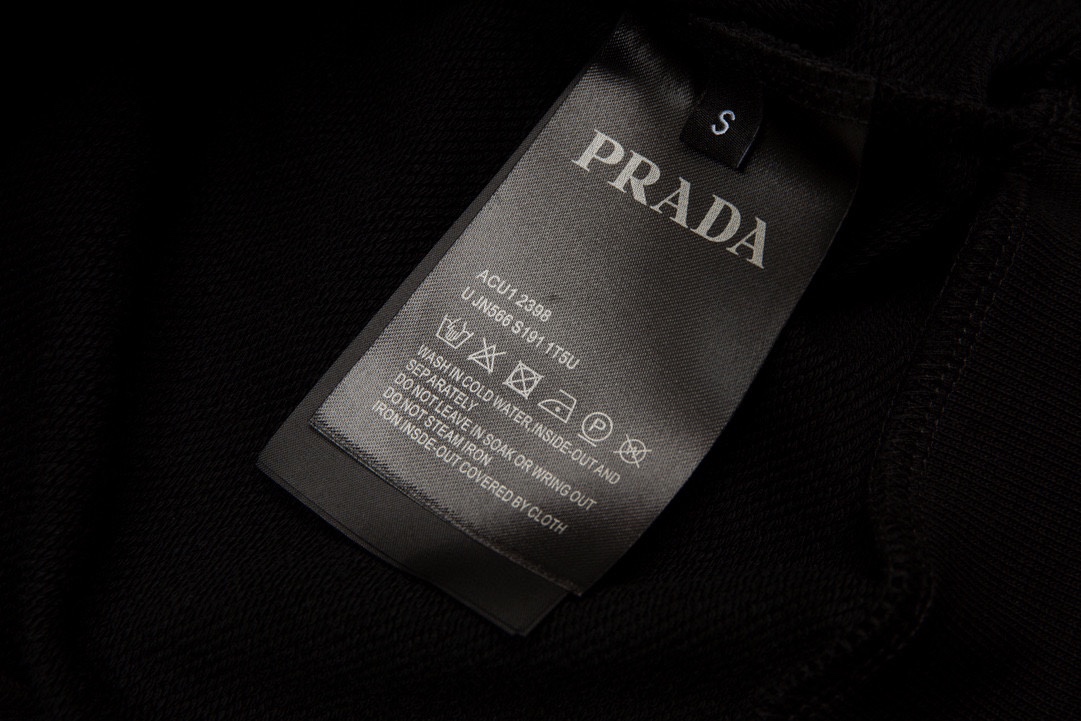 S
PRADA
ACU1 2398
U JN566 S191 1T5U
P
W
WASH IN COLD WATER, INSIDE-OUT AND
SEPARATELY
DO NOT LEAVE IN SOAK OR WRING OUT
DO NOT STEAM IRON
IRON INSDE-OUT COVERED BY CLOTH